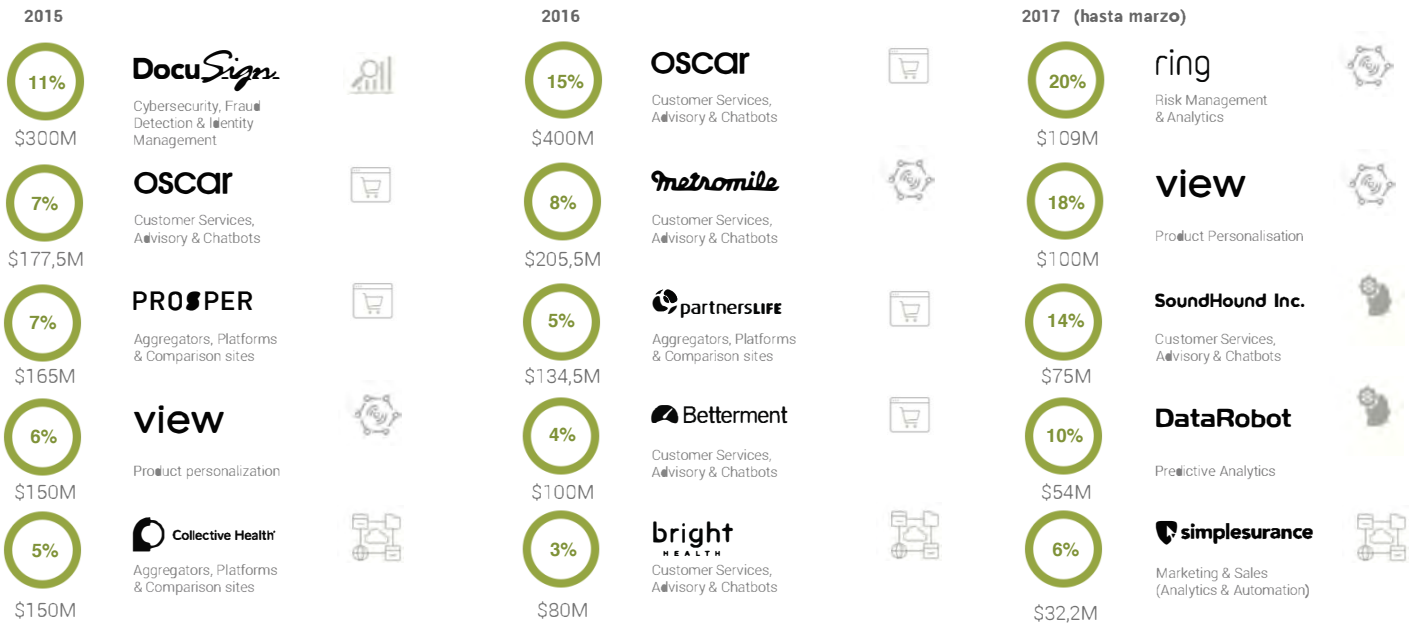 2015
11%
DocuSign
Cybersecurity, Fraud
Detection & Identity
Management
$300M
7%
oscar
Customer Services,
Advisory & Chatbots
$177,5M
7%
PROSPER
Aggregators, Platforms
& Comparison sites
$165M
6%
view
Product personalization
$150M
5%
Collective Health
Aggregators, Platforms
& Comparison sites
$150M
2016
15%
oscar
Customer Services,
Advisory & Chatbots
$400M
8%
metromile
Customer Services,
Advisory & Chatbots
$205,5M
5%
partnersLIFE
Aggregators, Platforms
& Comparison sites
$134,5M
4%
Betterment
Customer Services,
Advisory & Chatbots
$100M
3%
bright
HEALTH
Customer Services,
Advisory & Chatbots
$80M
2017 (hasta marzo)
20%
ring
Risk Management
& Analytics
$109M
18%
view
Product Personalisation
$100M
14%
SoundHound Inc.
Customer Services,
Advisory & Chatbots
$75M
10%
DataRobot
Predictive Analytics
$54M
6%
simplesurance
Marketing & Sales
(Analytics & Automation)
$32,2M